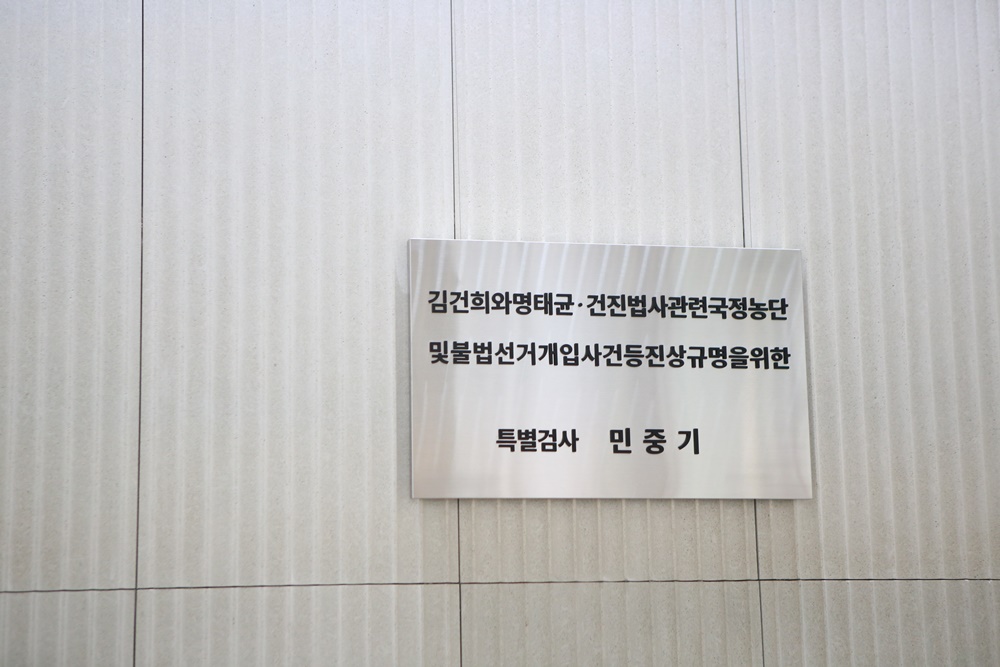 김건희와명태균·건진법사관련국정농단
및불법선거개입사건등진상규명을위한
특별검사 민중기